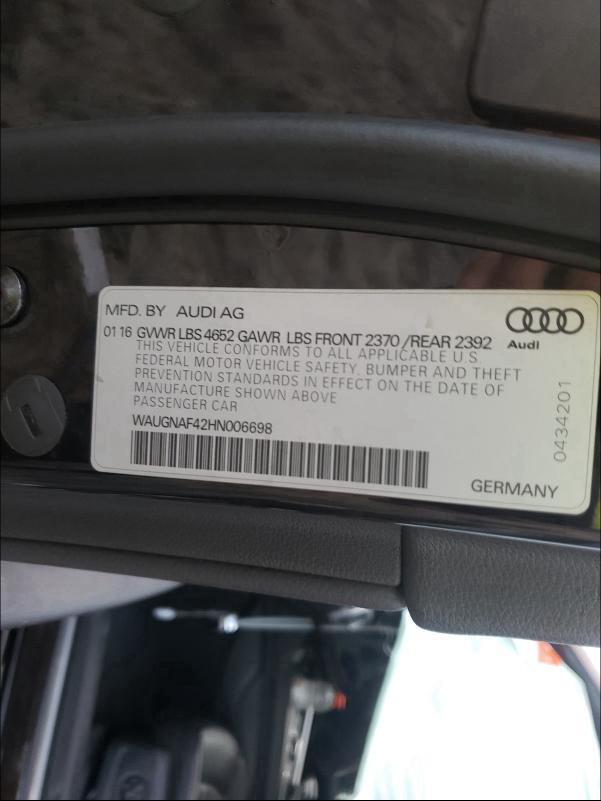 MFD. BY AUDI AG
01 16 GVWR LBS 4652 GAWR LBS FRONT 2370 /REAR 2392
THIS VEHICLE CONFORMS TO ALL APPLICABLE U.S.
FEDERAL MOTOR VEHICLE SAFETY, BUMPER AND THEFT
PREVENTION STANDARDS IN EFFECT ON THE DATE OF
MANUFACTURE SHOWN ABOVE
PASSENGER CAR
WAUGNAF42HN006698
Audi
0434201
GERMANY